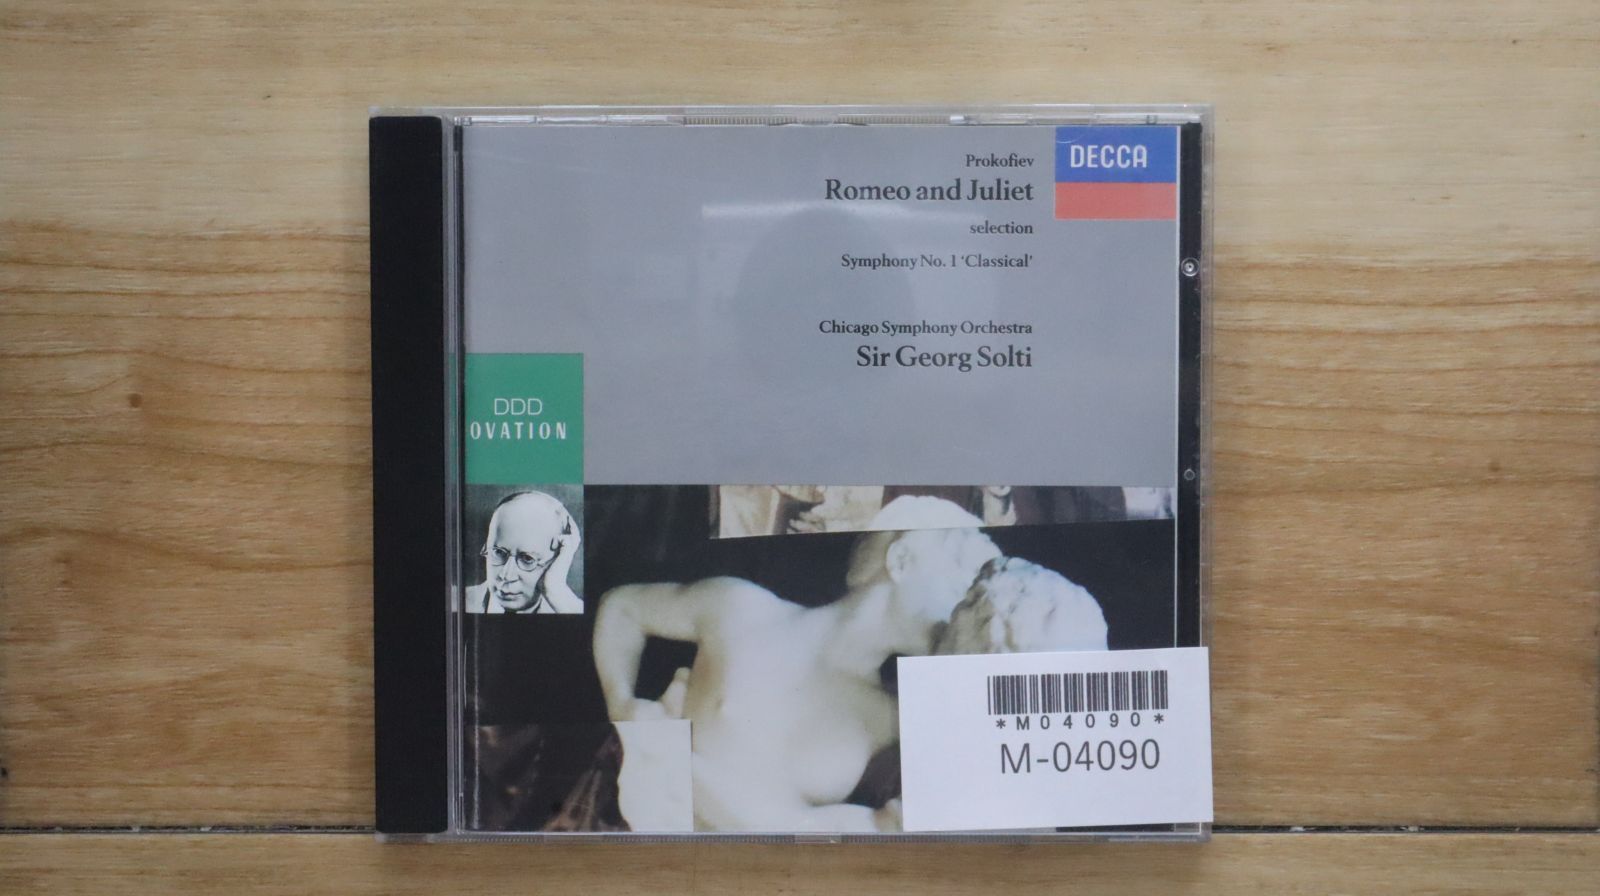 Prokofiev
Romeo and Juliet
selection
Symphony No. 1 ‘Classical’
Chicago Symphony Orchestra
Sir Georg Solti
DECCA
DDD
OVATION
*M04090*
M-04090